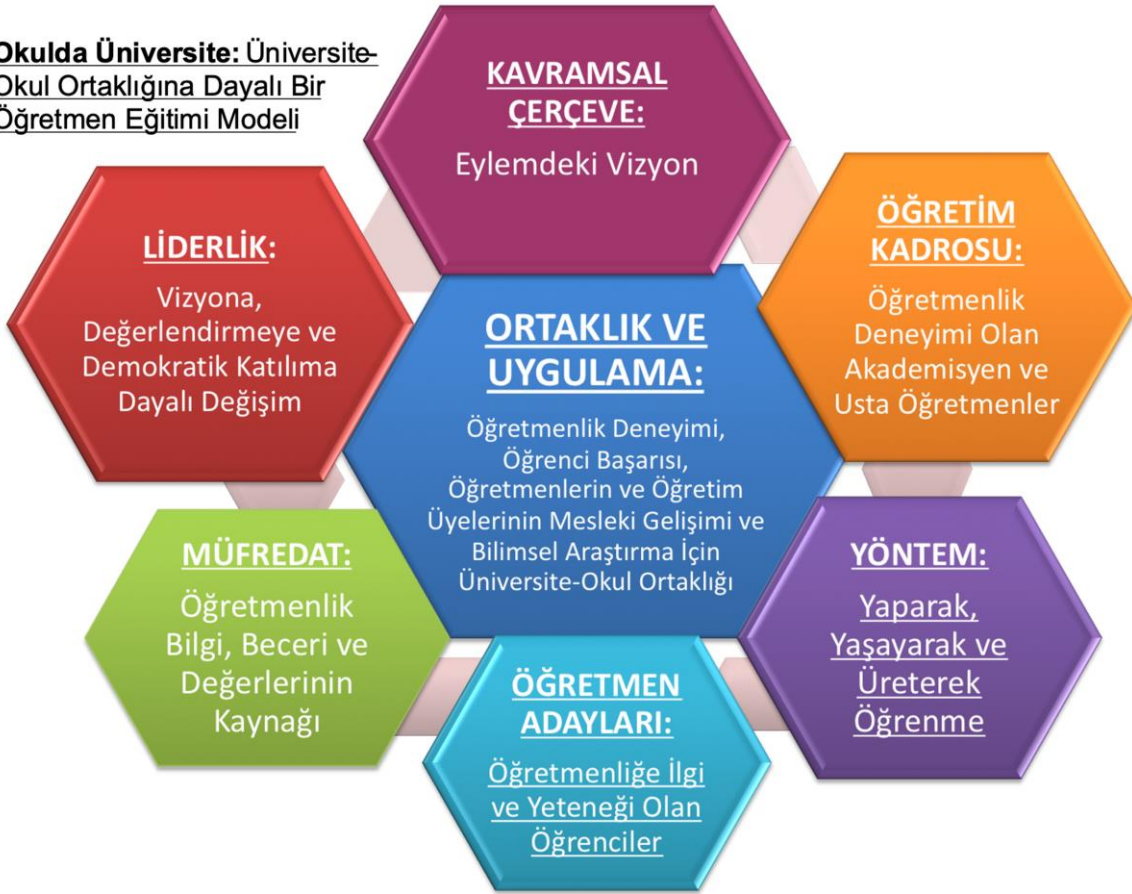 Okulda Üniversite: Üniversite-
Okul Ortaklığına Dayalı Bir
Öğretmen Eğitimi Modeli
KAVRAMSAL
ÇERÇEVE:
Eylemdeki Vizyon
LİDERLİK:
Vizyona,
Değerlendirmeye ve
Demokratik Katılıma
Dayalı Değişim
ÖĞRETİM
KADROSU:
Öğretmenlik
Deneyimi Olan
Akademisyen ve
Usta Öğretmenler
ORTAKLIK VE
UYGULAMA:
Öğretmenlik Deneyimi,
Öğrenci Başarısı,
Öğretmenlerin ve Öğretim
Üyelerinin Mesleki Gelişimi ve
Bilimsel Araştırma İçin
Üniversite-Okul Ortaklığı
MÜFREDAT:
Öğretmenlik
Bilgi, Beceri ve
Değerlerinin
Kaynağı
YÖNTEM:
Yaparak,
Yaşayarak ve
Üreterek
Öğrenme
ÖĞRETMEN
ADAYLARI:
Öğretmenliğe İlgi
ve Yeteneği Olan
Öğrenciler